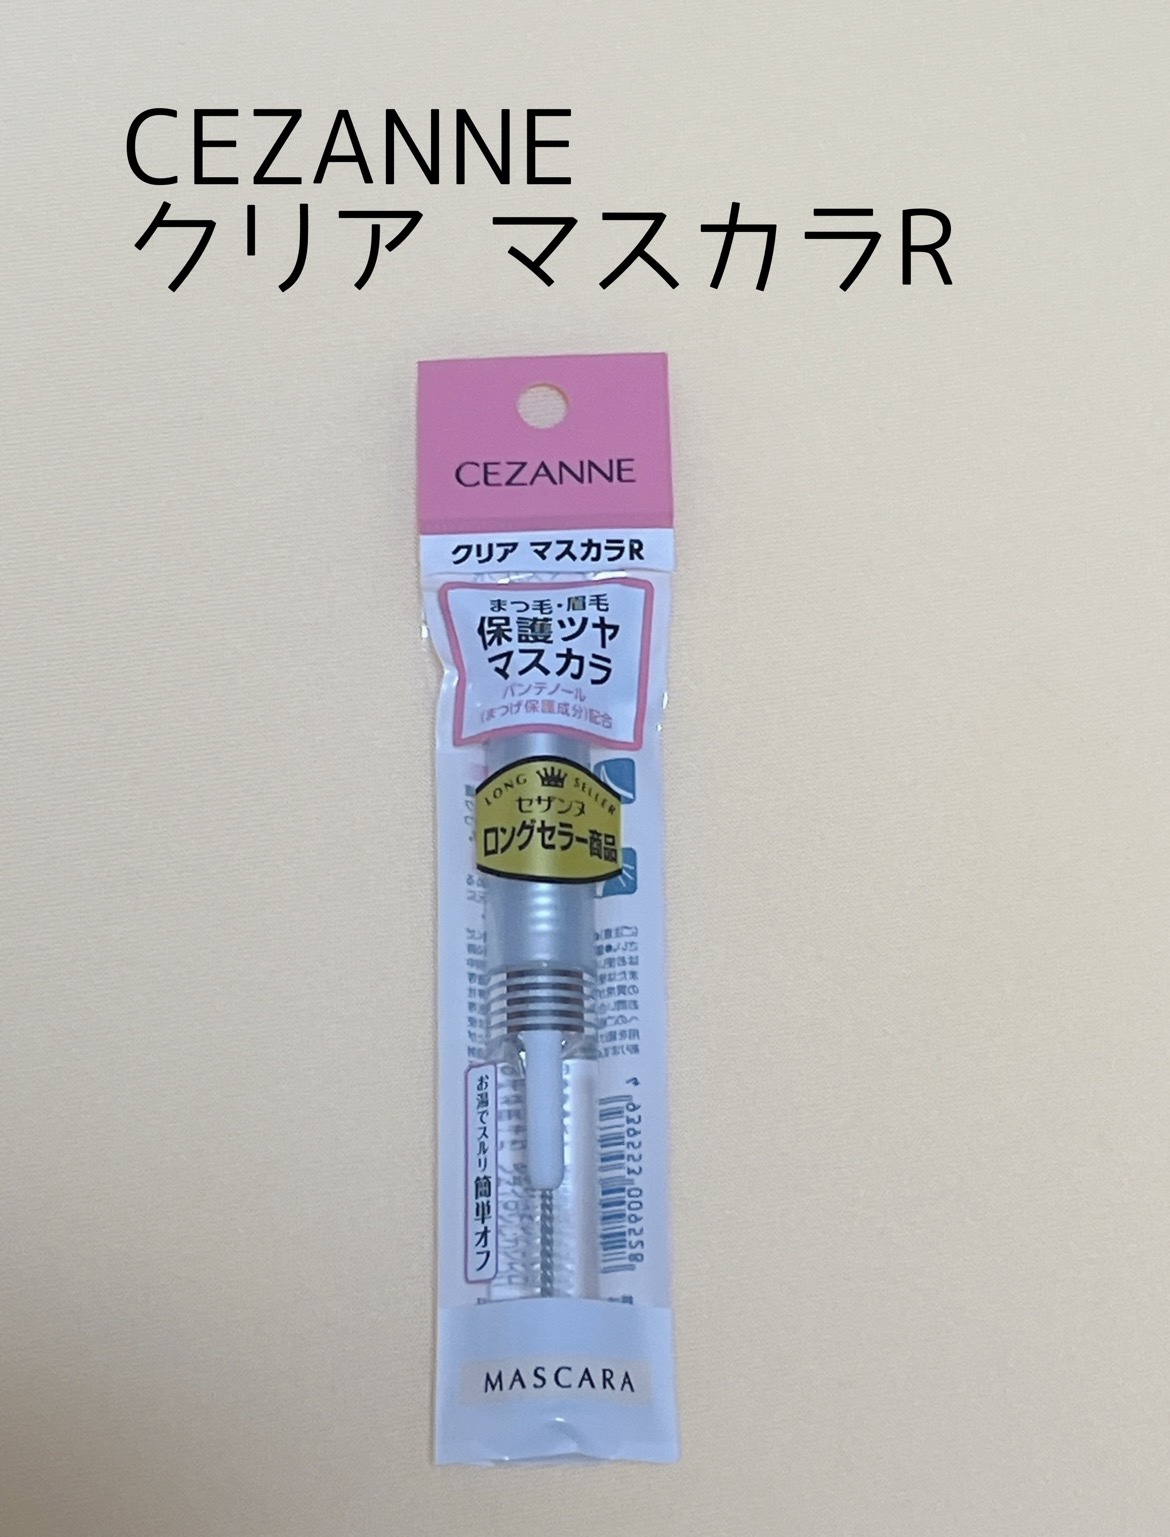 CEZANNE
クリア マスカラR
CEZANNE
クリア マスカラR
まつ毛・眉毛
保護ツヤ
マスカラ
パンテノール
(まつげ保護成分)配合
LONG SELLER
セザンヌ
ロングセラー商品
お湯でスルリ 簡単オフ
MASCARA